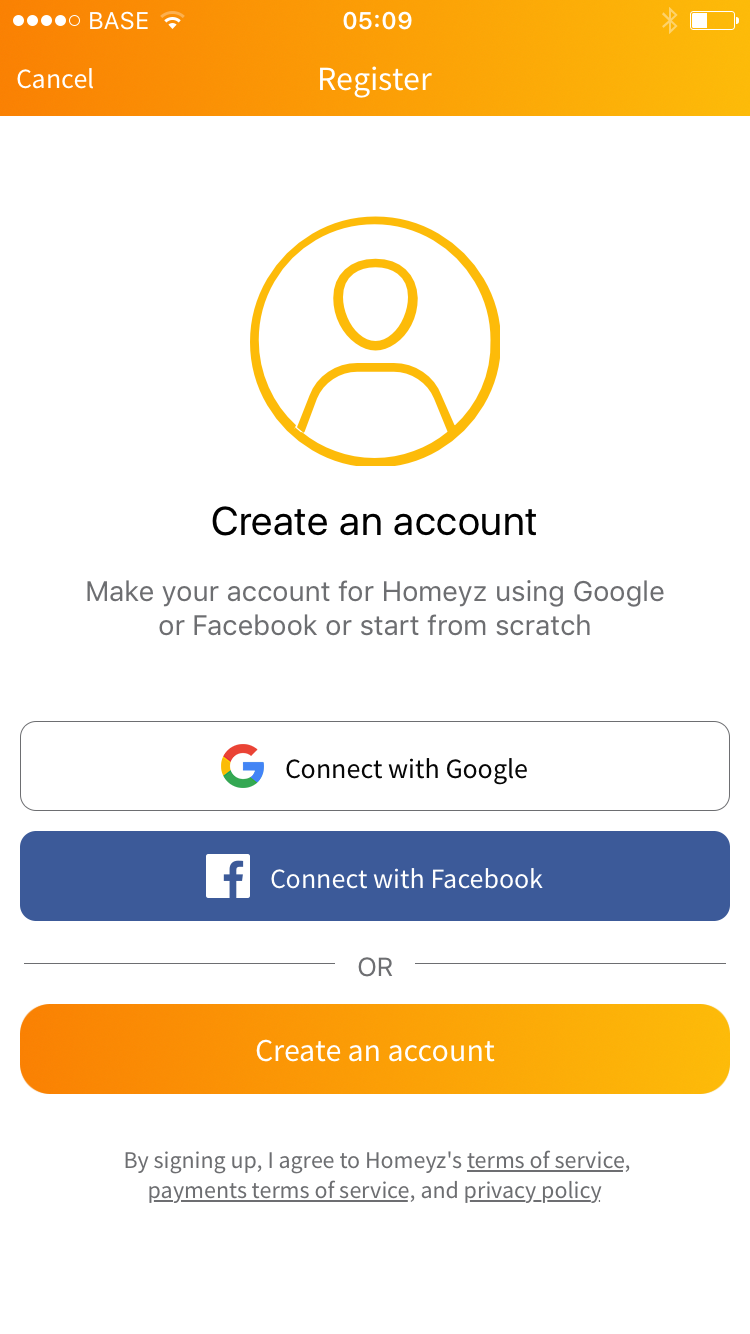 BASE 05:09
Cancel Register
Create an account
Make your account for Homeyz using Google
or Facebook or start from scratch
Connect with Google
Connect with Facebook
OR
Create an account
By signing up, I agree to Homeyz's terms of service,
payments terms of service, and privacy policy